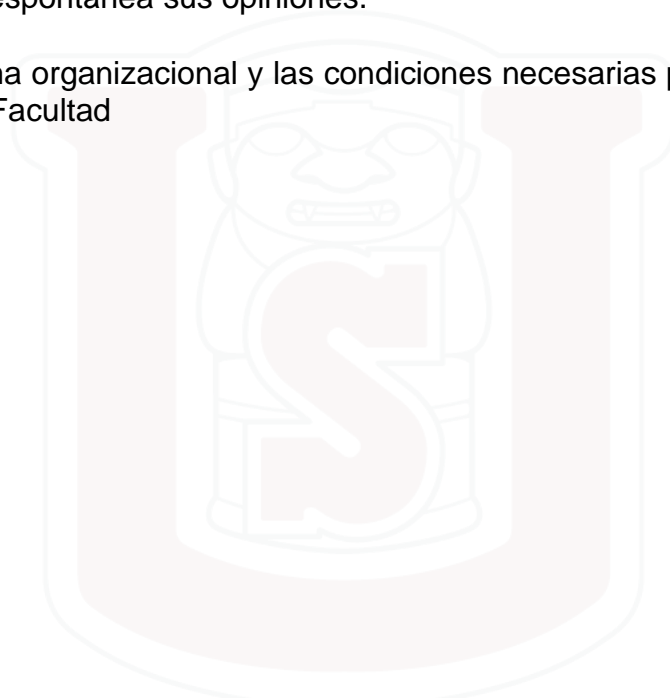 espontánea sus opiniones.
na organizacional y las condiciones necesarias
Facultad